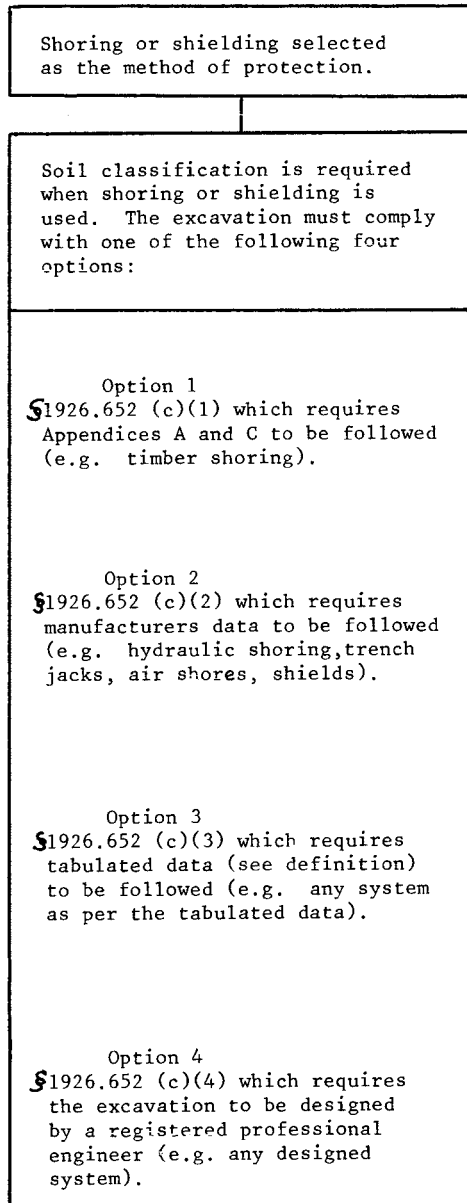 Shoring or shielding selected
as the method of protection.
Soil classification is required
when shoring or shielding is
used. The excavation must comply
with one of the following four
options:
Option 1
§1926.652 (c)(1) which requires
Appendices A and C to be followed
(e.g. timber shoring).
Option 2
§1926.652 (c)(2) which requires
manufacturers data to be followed
(e.g. hydraulic shoring,trench
jacks, air shores, shields).
Option 3
§1926.652 (c)(3) which requires
tabulated data (see definition)
to be followed (e.g. any system
as per the tabulated data).
Option 4
§1926.652 (c)(4) which requires
the excavation to be designed
by a registered professional
engineer (e.g. any designed
system).